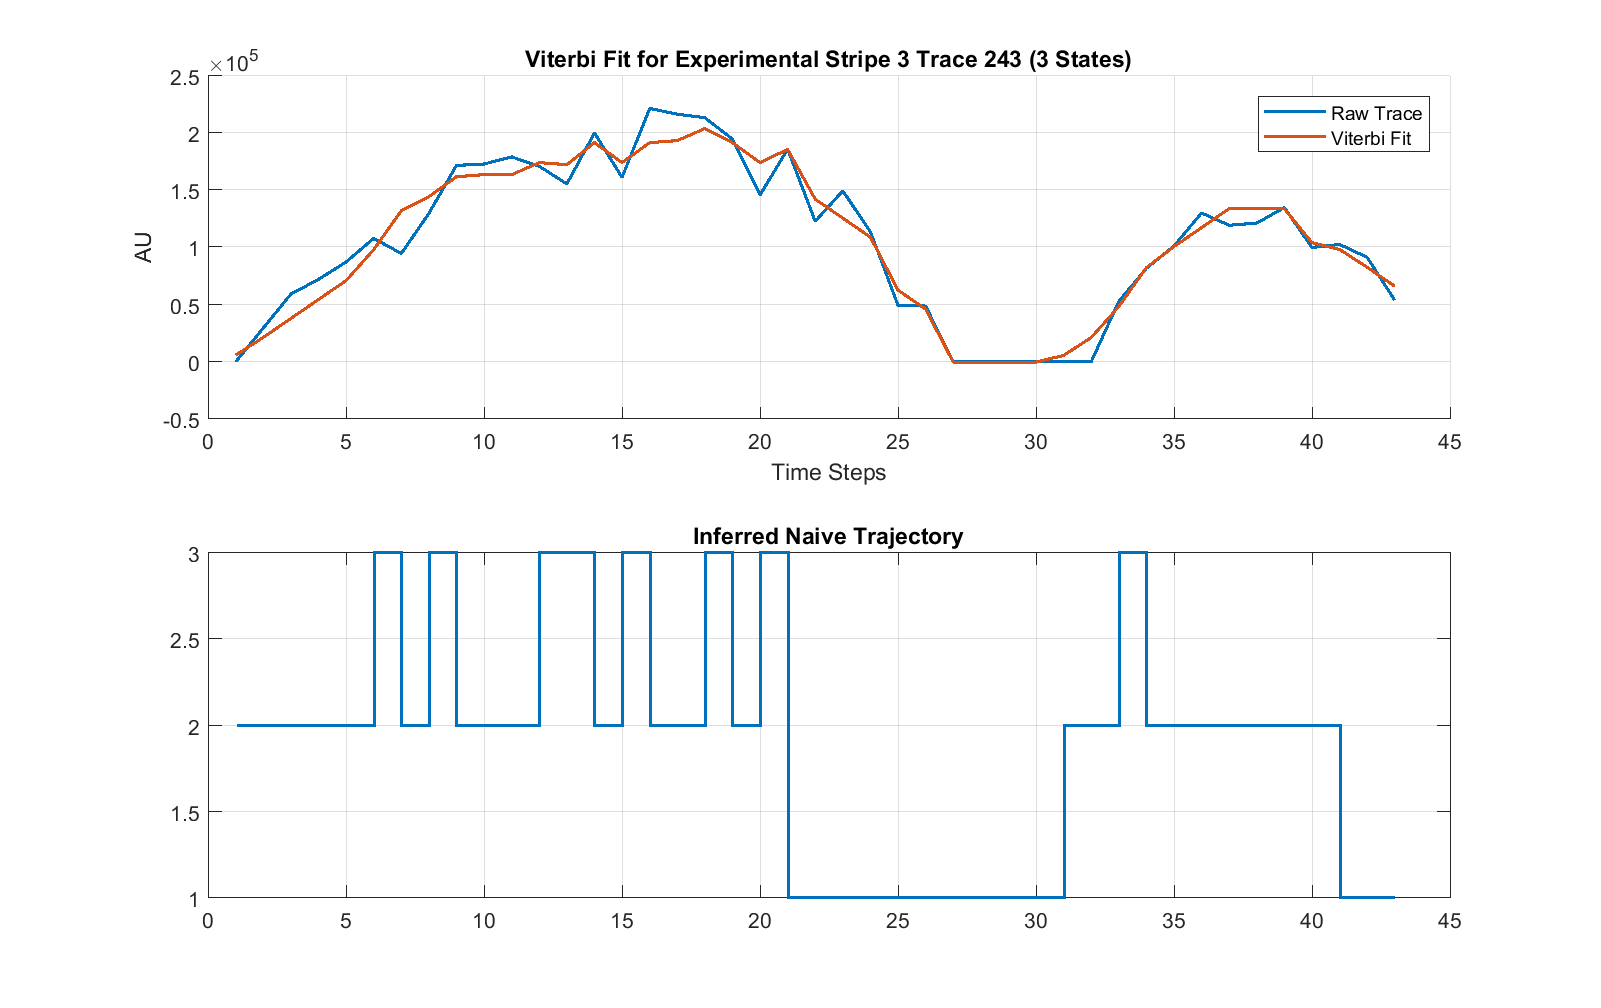 Viterbi Fit for Experimental Stripe 3 Trace 243 (3 States)
×10⁵
2.5
2
1.5
1
0.5
0
-0.5
AU
Raw Trace
Viterbi Fit
0 5 10 15 20 25 30 35 40 45
Time Steps
Inferred Naive Trajectory
3
2.5
2
1.5
1
0 5 10 15 20 25 30 35 40 45